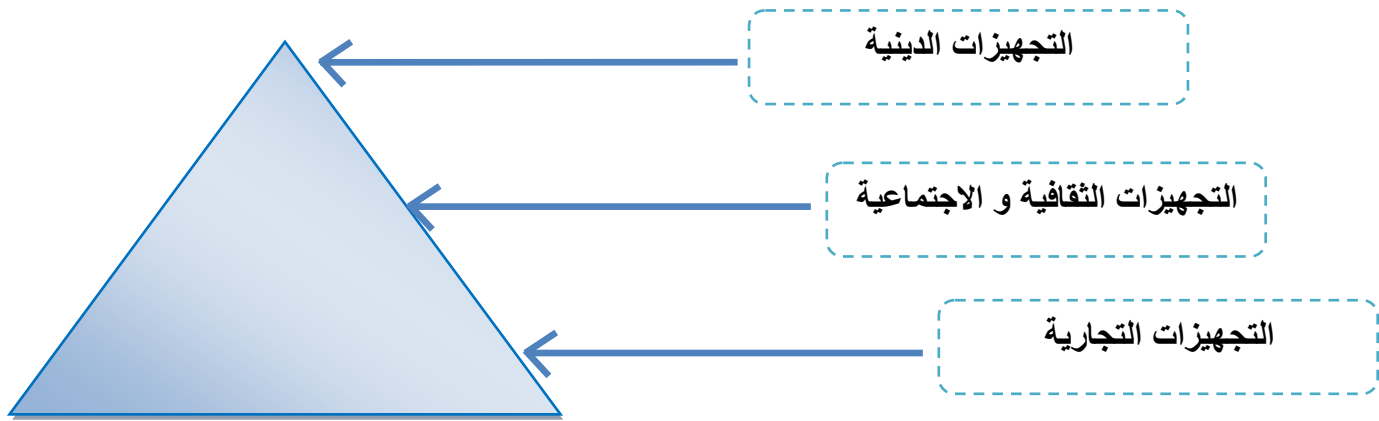 التجهيزات الدينية
التجهيزات الثقافية و الاجتماعية
التجهيزات التجارية